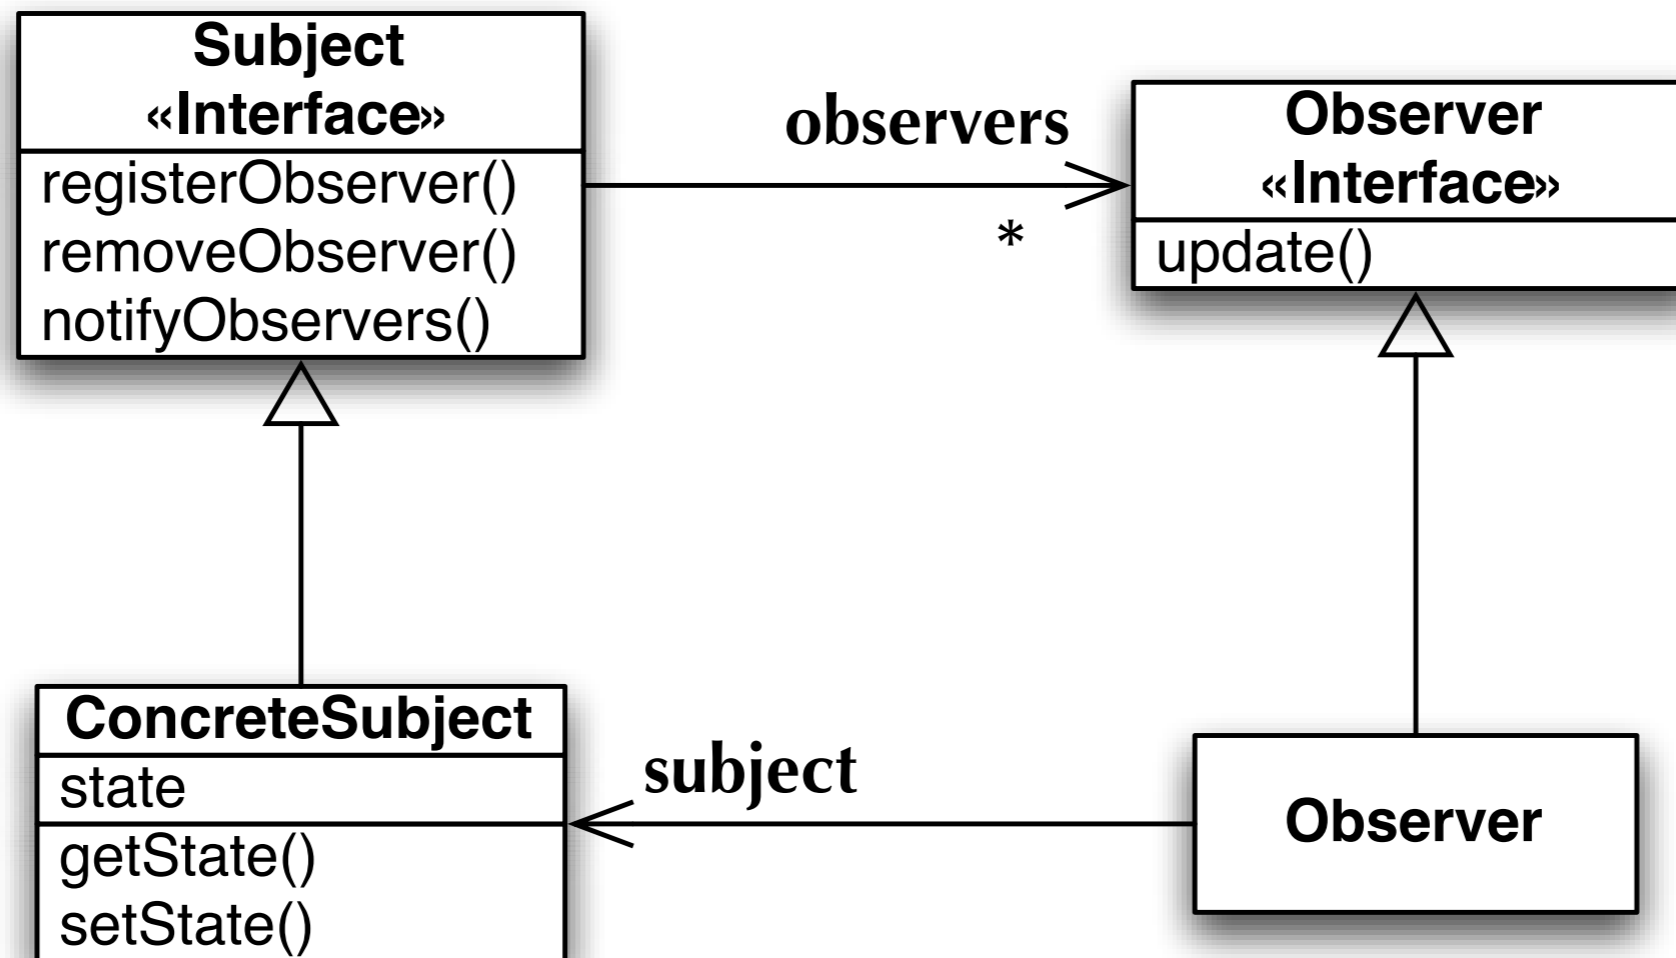 Subject
«Interface»
registerObserver()
removeObserver()
notifyObservers()
observers
*
Observer
«Interface»
update()
ConcreteSubject
state
getState()
setState()
subject
Observer